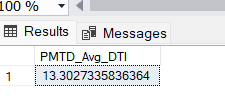 100 %
Results Messages
PMTD_Avg_DTI
1 13.3027335836364